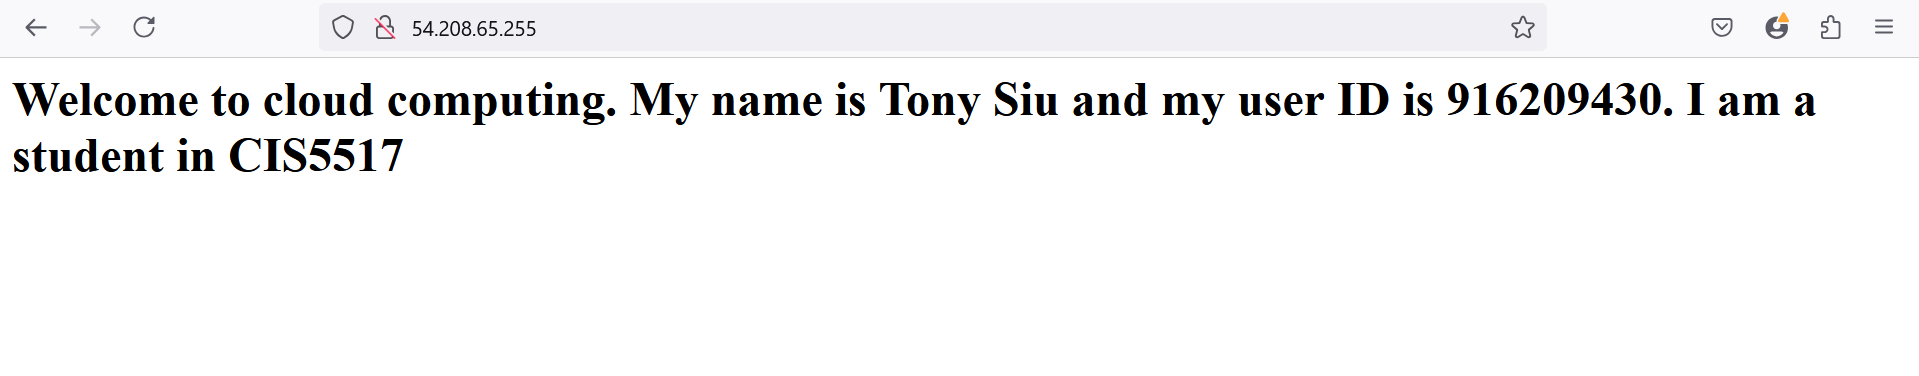 54.208.65.255
Welcome to cloud computing. My name is Tony Siu and my user ID is 916209430. I am a
student in CIS5517